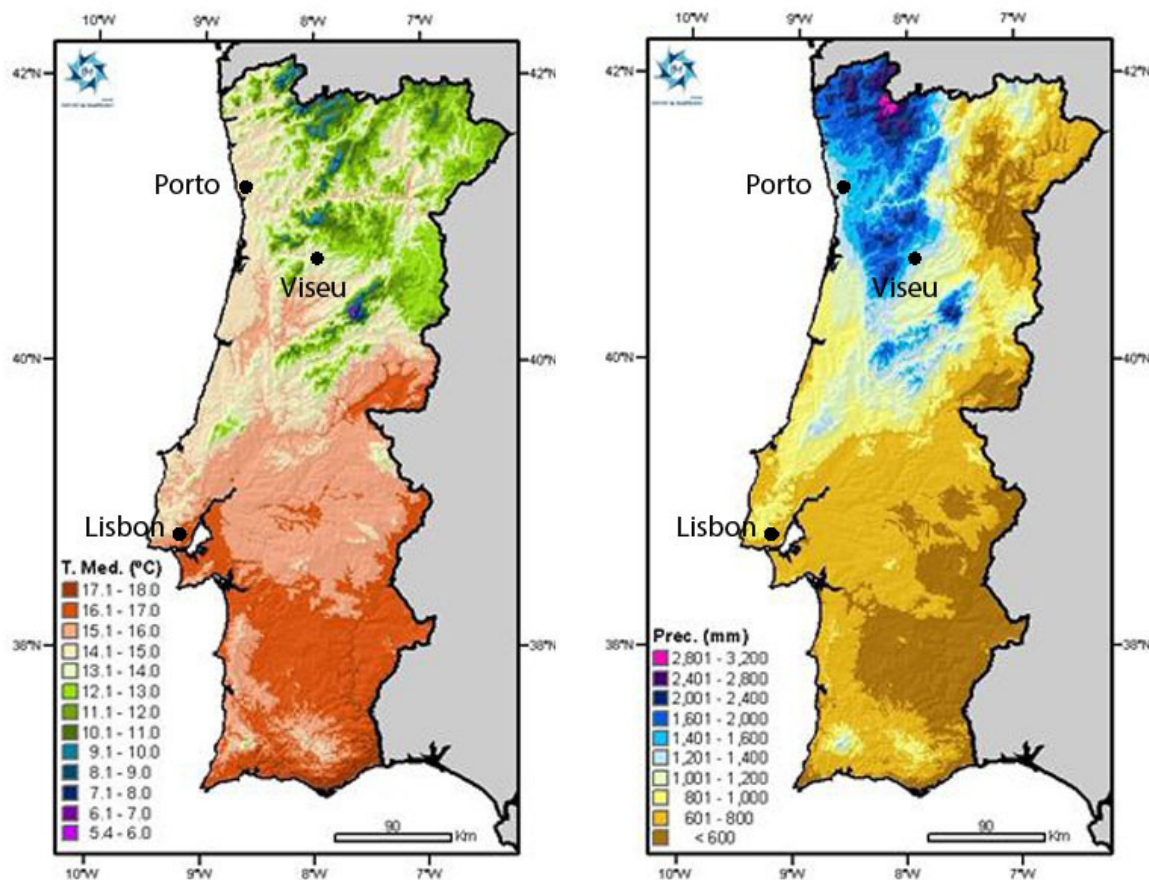 10°W 9°W 8°W 7°W
42°N 42°N
Porto
Viseu
40°N 40°N
Lisbon
T. Med. (ºC)
17.1 - 18.0
16.1 - 17.0
15.1 - 16.0
14.1 - 15.0
13.1 - 14.0
12.1 - 13.0
11.1 - 12.0
10.1 - 11.0
9.1 - 10.0
8.1 - 9.0
7.1 - 8.0
6.1 - 7.0
5.4 - 6.0
38°N 38°N
90
Km
10°W 9°W 8°W 7°W
10°W 9°W 8°W 7°W
42°N 42°N
Porto
Viseu
40°N 40°N
Lisbon
38°N 38°N
Prec. (mm)
2,801 - 3,200
2,401 - 2,800
2,001 - 2,400
1,601 - 2,000
1,401 - 1,600
1,201 - 1,400
1,001 - 1,200
801 - 1,000
601 - 800
< 600
90
Km
10°W 9°W 8°W 7°W